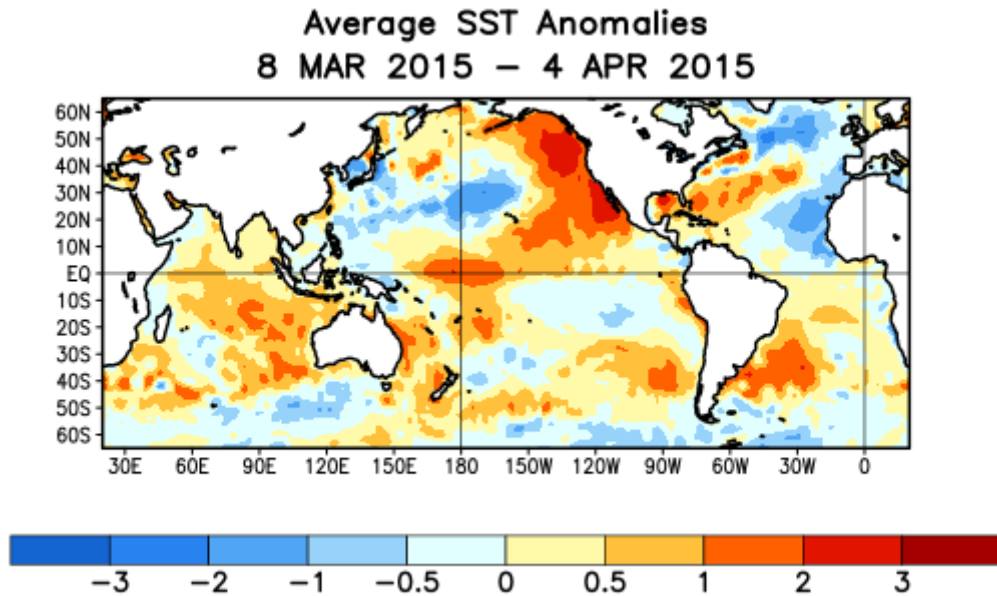 Average SST Anomalies
8 MAR 2015 – 4 APR 2015
60N
50N
40N
30N
20N
10N
EQ
10S
20S
30S
40S
50S
60S
30E 60E 90E 120E 150E 180 150W 120W 90W 60W 30W 0
−3 −2 −1 −0.5 0 0.5 1 2 3